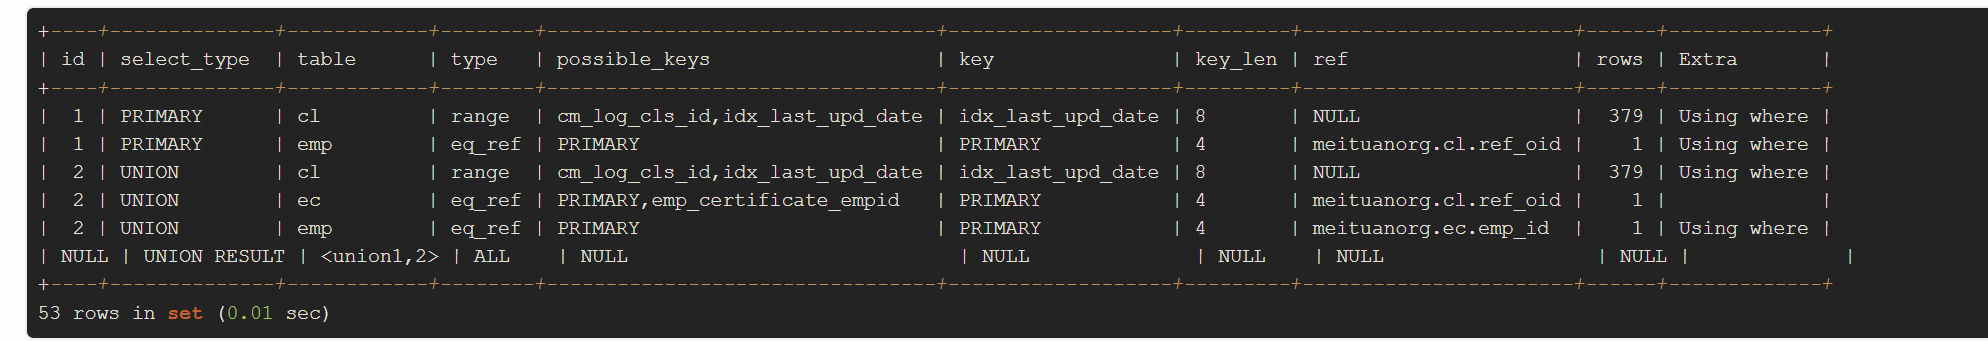 +----+--------------+------------+--------+---------------------------------+-------------------+---------+-----------------------+------+-------------+
| id | select_type  | table      | type   | possible_keys                   | key               | key_len | ref                   | rows | Extra       |
+----+--------------+------------+--------+---------------------------------+-------------------+---------+-----------------------+------+-------------+
|  1 | PRIMARY      | cl         | range  | cm_log_cls_id,idx_last_upd_date | idx_last_upd_date | 8       | NULL                  |  379 | Using where |
|  1 | PRIMARY      | emp        | eq_ref | PRIMARY                         | PRIMARY           | 4       | meituanorg.cl.ref_oid |    1 | Using where |
|  2 | UNION        | cl         | range  | cm_log_cls_id,idx_last_upd_date | idx_last_upd_date | 8       | NULL                  |  379 | Using where |
|  2 | UNION        | ec         | eq_ref | PRIMARY,emp_certificate_empid   | PRIMARY           | 4       | meituanorg.cl.ref_oid |    1 |             |
|  2 | UNION        | emp        | eq_ref | PRIMARY                         | PRIMARY           | 4       | meituanorg.ec.emp_id  |    1 | Using where |
| NULL | UNION RESULT | <union1,2> | ALL    | NULL                            | NULL              | NULL    | NULL                  | NULL |             |
+----+--------------+------------+--------+---------------------------------+-------------------+---------+-----------------------+------+-------------+
53 rows in set (0.01 sec)